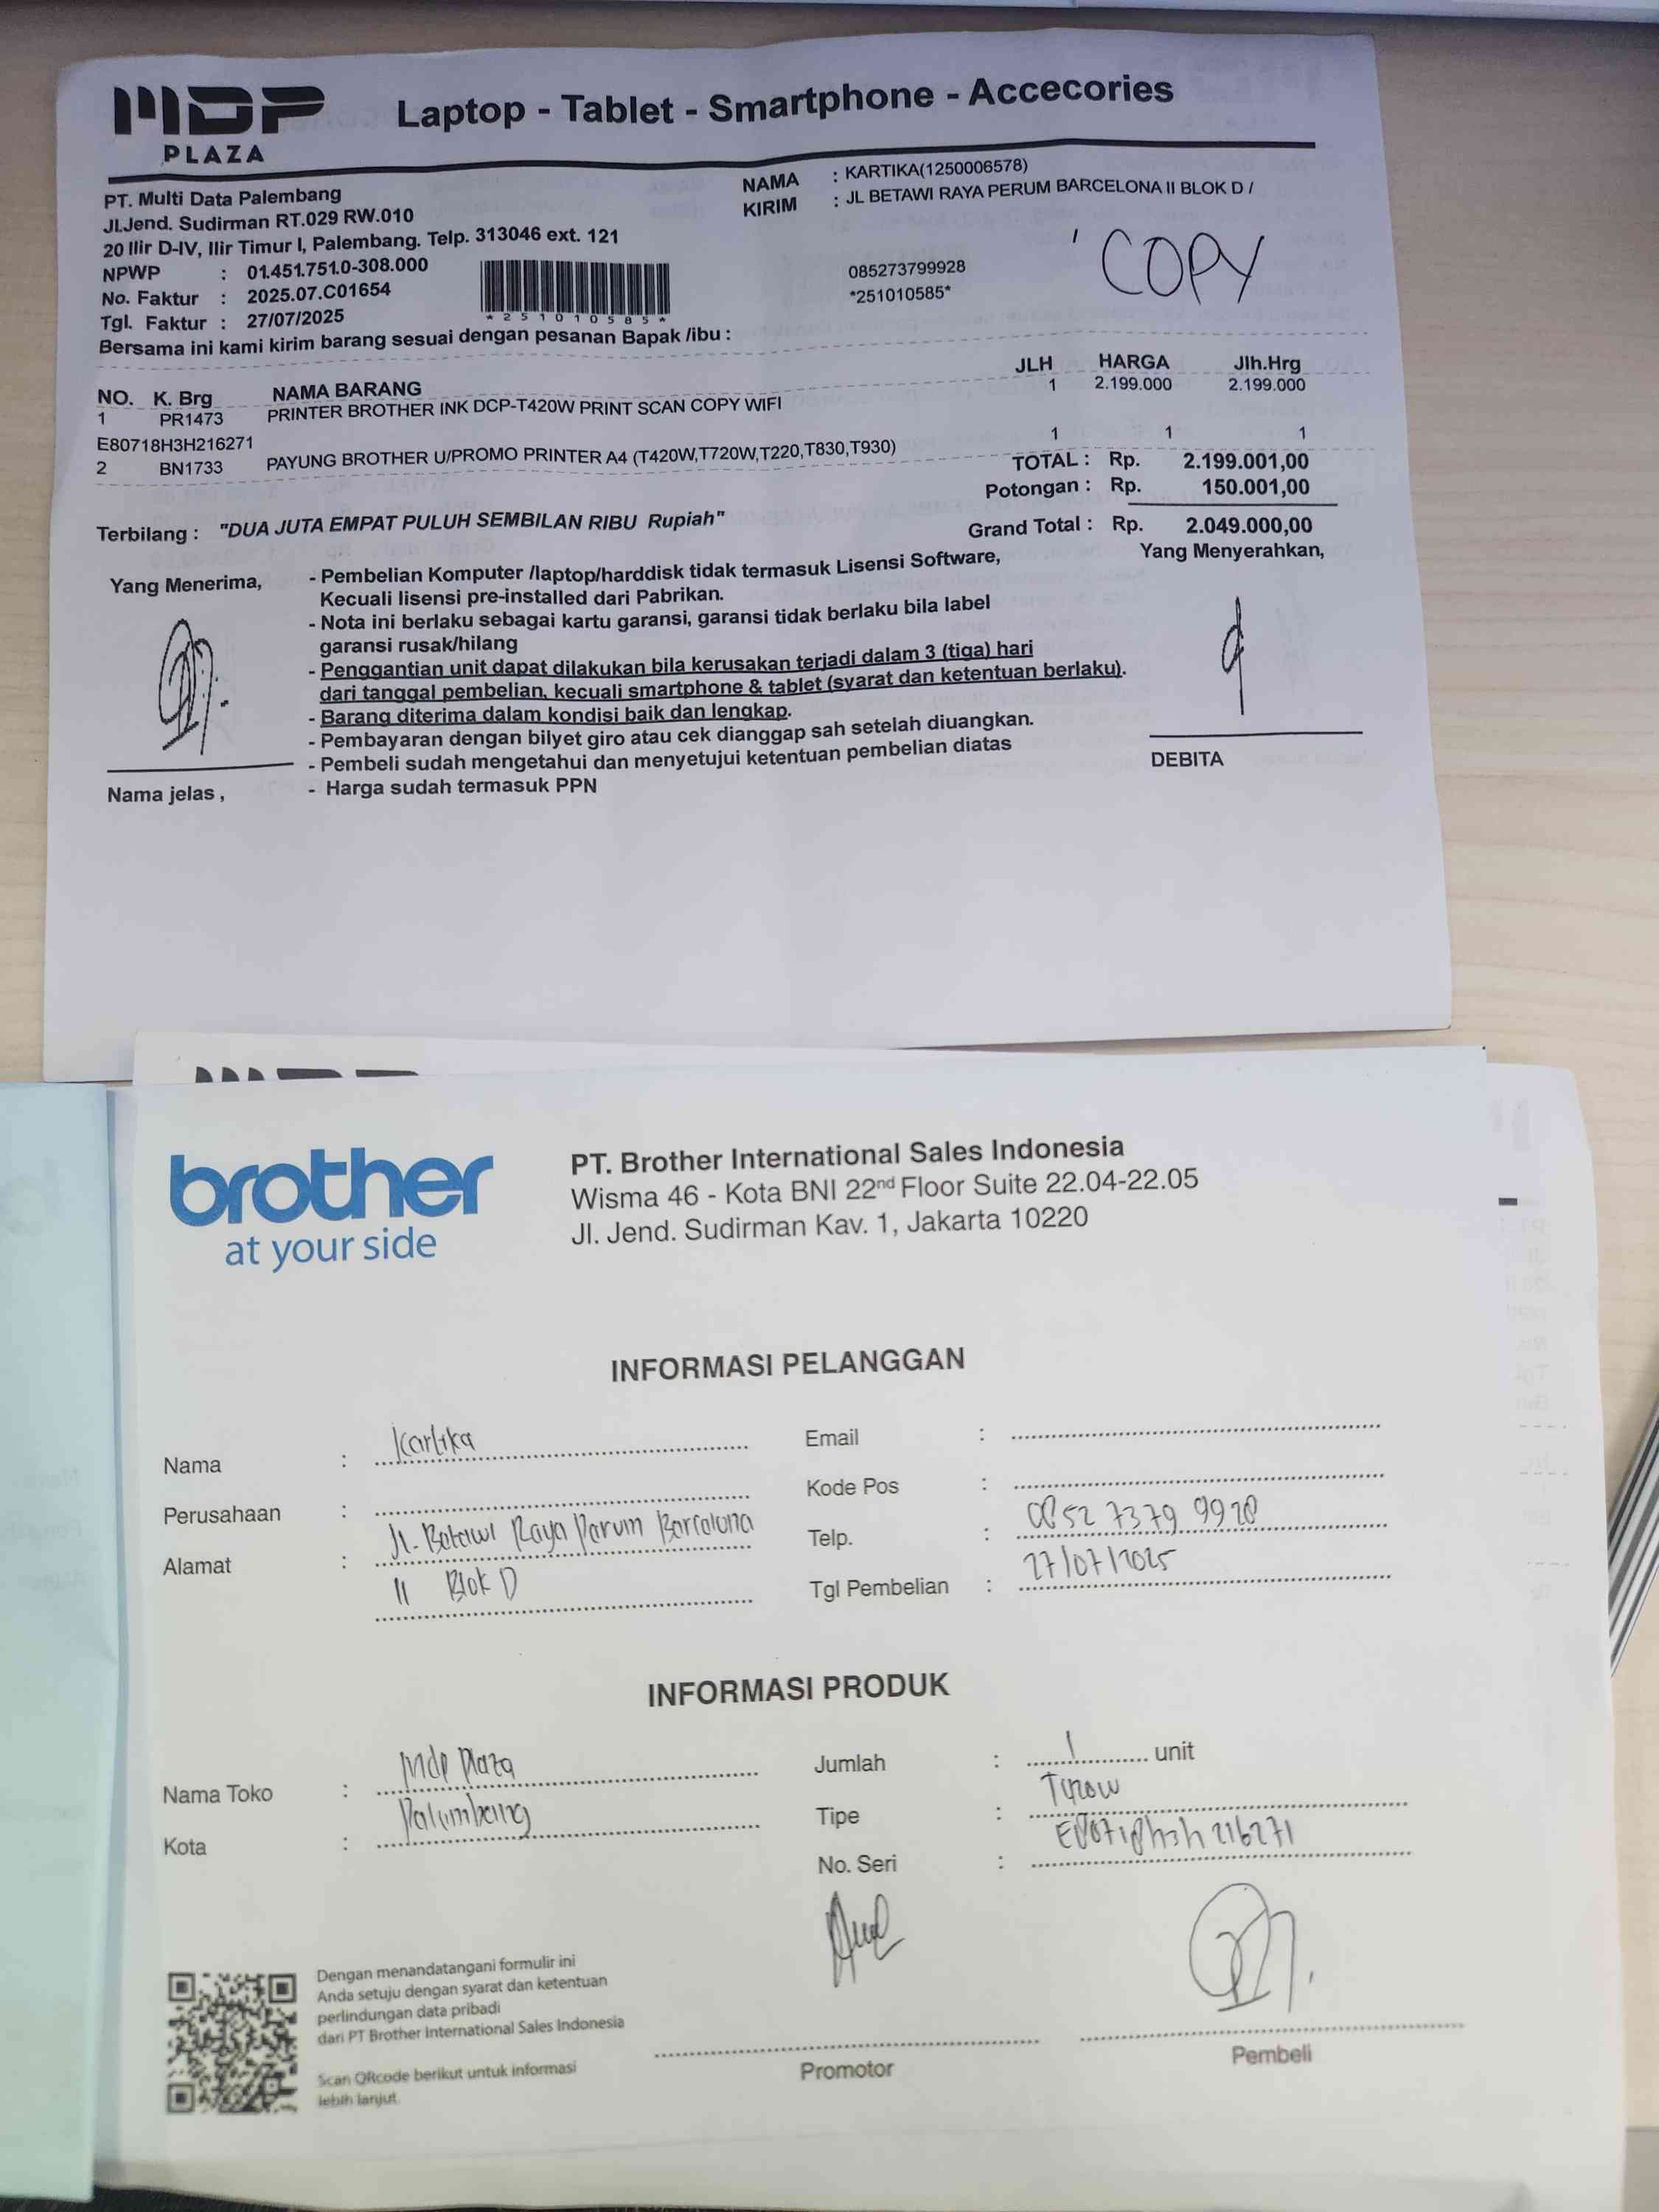 MDP
PLAZA
Laptop - Tablet - Smartphone - Accecories
PT. Multi Data Palembang
Jl.Jend. Sudirman RT.029 RW.010
20 Ilir D-IV, Ilir Timur I, Palembang. Telp. 313046 ext. 121
NPWP : 01.451.751.0-308.000
No. Faktur : 2025.07.C01654
Tgl. Faktur : 27/07/2025
*251010585*
NAMA : KARTIKA(1250006578)
KIRIM : JL BETAWI RAYA PERUM BARCELONA II BLOK D /
COPY
085273799928
*251010585*
Bersama ini kami kirim barang sesuai dengan pesanan Bapak /ibu :
NO. K. Brg NAMA BARANG JLH HARGA Jlh.Hrg
1 PR1473 PRINTER BROTHER INK DCP-T420W PRINT SCAN COPY WIFI 1 2.199.000 2.199.000
E80718H3H216271
2 BN1733 PAYUNG BROTHER U/PROMO PRINTER A4 (T420W,T720W,T220,T830,T930) 1 1 1
TOTAL : Rp. 2.199.001,00
Potongan : Rp. 150.001,00
Terbilang : "DUA JUTA EMPAT PULUH SEMBILAN RIBU Rupiah"
Grand Total : Rp. 2.049.000,00
Yang Menerima,
Yang Menyerahkan,
- Pembelian Komputer /laptop/harddisk tidak termasuk Lisensi Software,
Kecuali lisensi pre-installed dari Pabrikan.
- Nota ini berlaku sebagai kartu garansi, garansi tidak berlaku bila label
garansi rusak/hilang
- Penggantian unit dapat dilakukan bila kerusakan terjadi dalam 3 (tiga) hari
dari tanggal pembelian, kecuali smartphone & tablet (syarat dan ketentuan berlaku).
- Barang diterima dalam kondisi baik dan lengkap.
- Pembayaran dengan bilyet giro atau cek dianggap sah setelah diuangkan.
- Pembeli sudah mengetahui dan menyetujui ketentuan pembelian diatas
- Harga sudah termasuk PPN
Nama jelas ,
DEBITA
brother
at your side
PT. Brother International Sales Indonesia
Wisma 46 - Kota BNI 22nd Floor Suite 22.04-22.05
Jl. Jend. Sudirman Kav. 1, Jakarta 10220
INFORMASI PELANGGAN
Nama : Kartika
Perusahaan :
Alamat : Jl. Betawi Raya Perum Barcelona
II Blok D
Email :
Kode Pos :
Telp. : 0852 7379 9928
Tgl Pembelian : 27/07/2025
INFORMASI PRODUK
Nama Toko : Mdp Plaza
Kota : Palembang
Jumlah : 1 unit
Tipe : T420w
No. Seri : E80718h3h216271
Dengan menandatangani formulir ini
Anda setuju dengan syarat dan ketentuan
perlindungan data pribadi
dari PT Brother International Sales Indonesia
Scan QRcode berikut untuk informasi
lebih lanjut.
Promotor
Pembeli